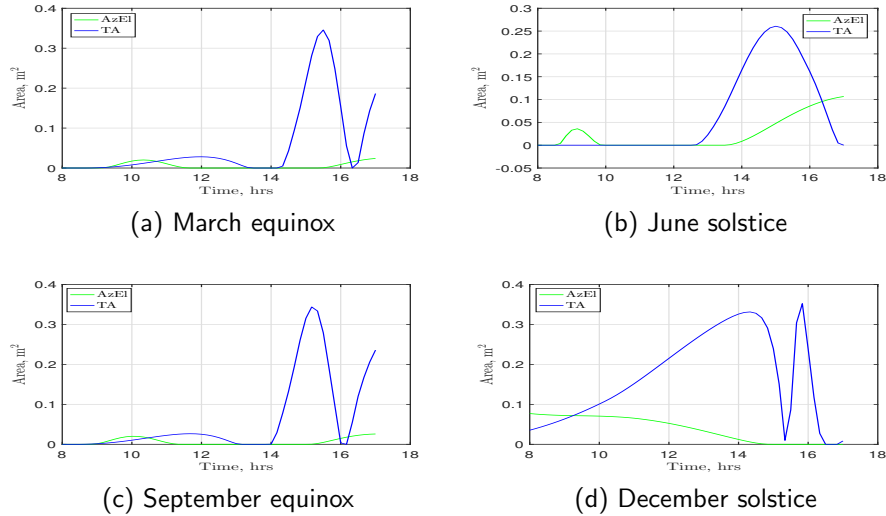 0.4
0.3
0.2
0.1
0
Area, m²
AzEl
TA
8 10 12 14 16 18
Time, hrs
(a) March equinox
0.3
0.25
0.2
0.15
0.1
0.05
0
-0.05
Area, m²
AzEl
TA
8 10 12 14 16 18
Time, hrs
(b) June solstice
0.4
0.3
0.2
0.1
0
Area, m²
AzEl
TA
8 10 12 14 16 18
Time, hrs
(c) September equinox
0.4
0.3
0.2
0.1
0
Area, m²
AzEl
TA
8 10 12 14 16 18
Time, hrs
(d) December solstice